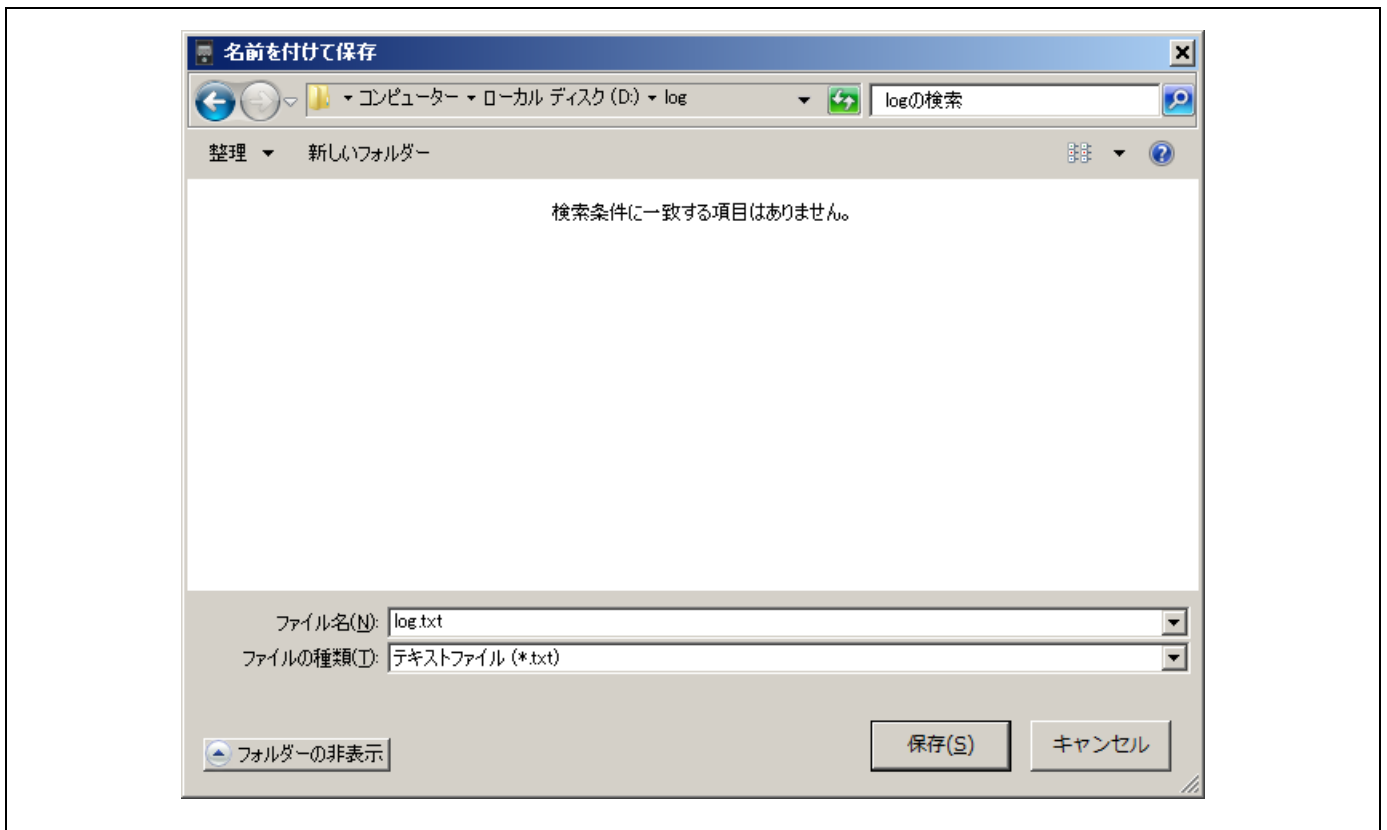 名前を付けて保存
コンピューター ローカル ディスク (D:) log
logの検索
整理
新しいフォルダー
検索条件に一致する項目はありません。
ファイル名(N): log.txt
ファイルの種類(T): テキストファイル (*.txt)
フォルダーの非表示
保存(S)
キャンセル